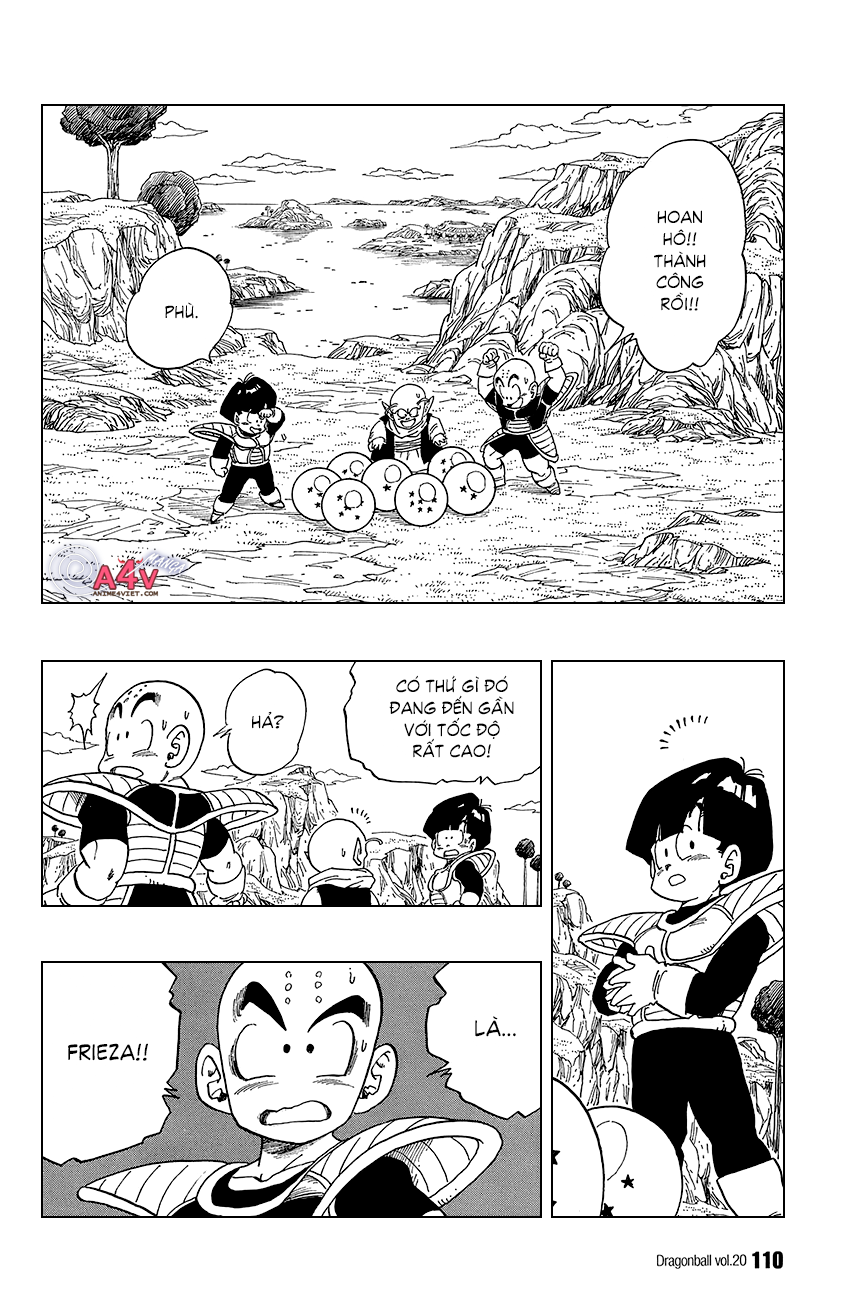 HOAN
HÔ!!
THÀNH
CÔNG
RỒI!!
PHÙ.
CÓ THỨ GÌ ĐÓ
ĐANG ĐẾN GẦN
VỚI TỐC ĐỘ
RẤT CAO!
HẢ?
LÀ...
FRIEZA!!
A4V
ANIME4VIET.COM
Dragonball vol.20 110